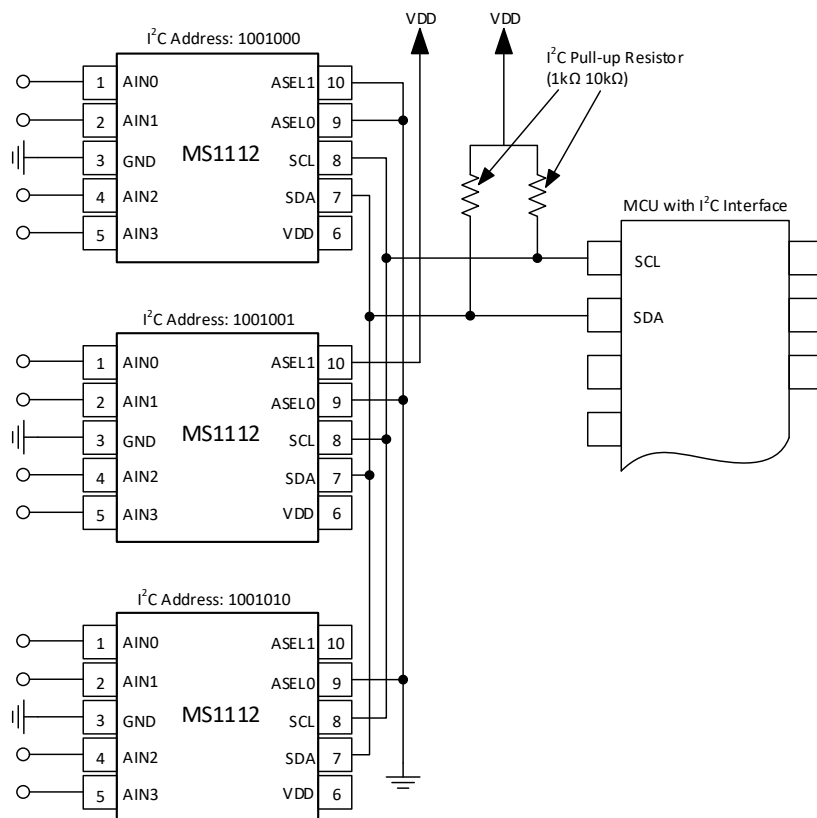 I²C Address: 1001000
1 AIN0 ASEL1 10
2 AIN1 ASEL0 9
3 GND MS1112 SCL 8
4 AIN2 SDA 7
5 AIN3 VDD 6
VDD
VDD
I²C Pull-up Resistor
(1kΩ 10kΩ)
MCU with I²C Interface
SCL
SDA
I²C Address: 1001001
1 AIN0 ASEL1 10
2 AIN1 ASEL0 9
3 GND MS1112 SCL 8
4 AIN2 SDA 7
5 AIN3 VDD 6
I²C Address: 1001010
1 AIN0 ASEL1 10
2 AIN1 ASEL0 9
3 GND MS1112 SCL 8
4 AIN2 SDA 7
5 AIN3 VDD 6